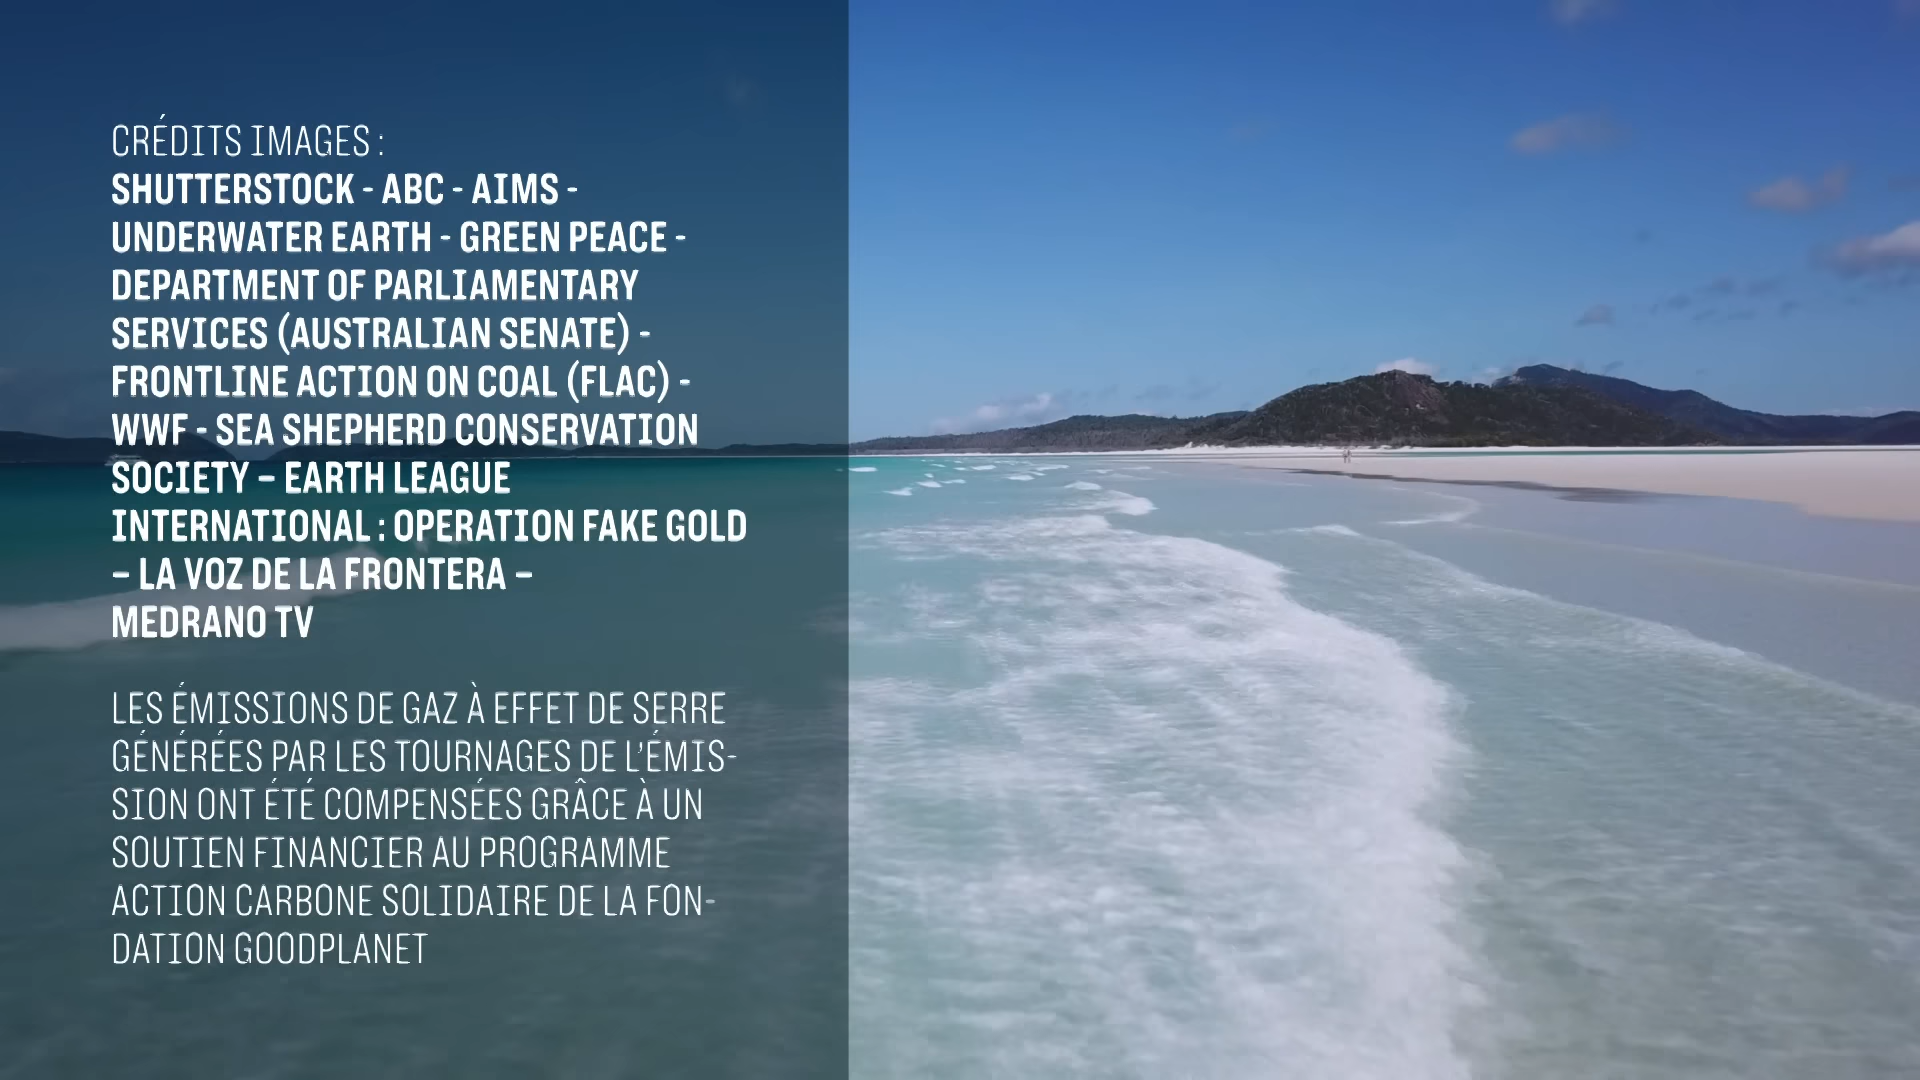 CRÉDITS IMAGES :
SHUTTERSTOCK - ABC - AIMS -
UNDERWATER EARTH - GREEN PEACE -
DEPARTMENT OF PARLIAMENTARY
SERVICES (AUSTRALIAN SENATE) -
FRONTLINE ACTION ON COAL (FLAC) -
WWF - SEA SHEPHERD CONSERVATION
SOCIETY – EARTH LEAGUE
INTERNATIONAL : OPERATION FAKE GOLD
– LA VOZ DE LA FRONTERA –
MEDRANO TV
LES ÉMISSIONS DE GAZ À EFFET DE SERRE
GÉNÉRÉES PAR LES TOURNAGES DE L’ÉMIS-
SION ONT ÉTÉ COMPENSÉES GRÂCE À UN
SOUTIEN FINANCIER AU PROGRAMME
ACTION CARBONE SOLIDAIRE DE LA FON-
DATION GOODPLANET